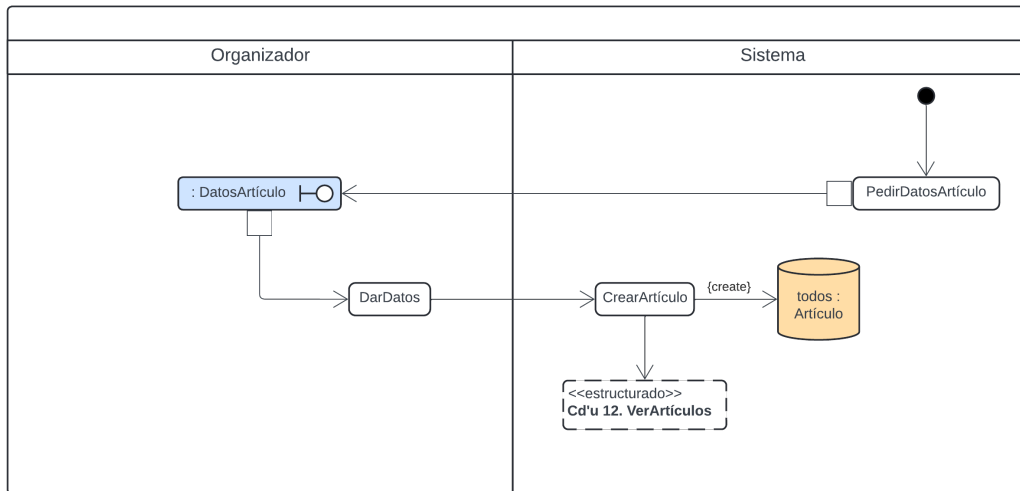 Organizador
Sistema
: DatosArtículo
PedirDatosArtículo
DarDatos
CrearArtículo
{create}
todos :
Artículo
<<estructurado>>
Cd'u 12. VerArtículos